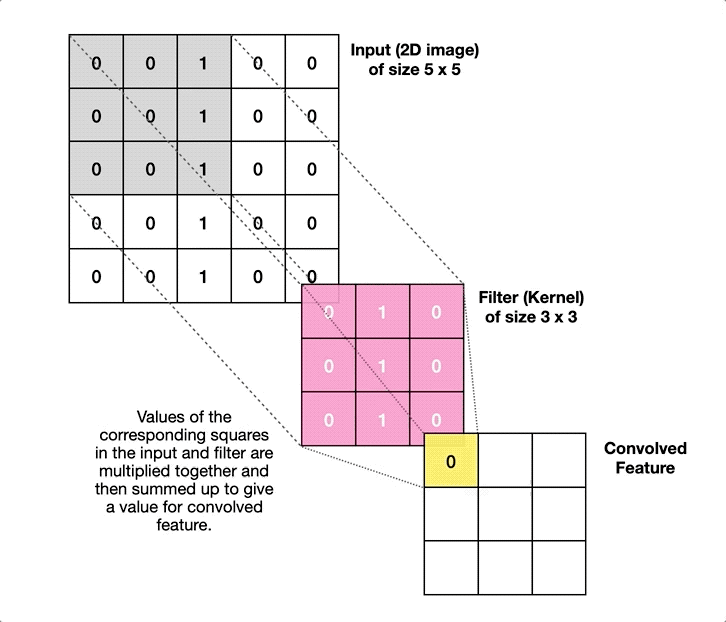 Input (2D image)
of size 5 x 5
0 0 1 0 0
0 0 1 0 0
0 0 1 0 0
0 0 1 0 0
0 0 1 0 0
Filter (Kernel)
of size 3 x 3
0 1 0
0 1 0
0 1 0
Values of the
corresponding squares
in the input and filter are
multiplied together and
then summed up to give
a value for convolved
feature.
0
Convolved
Feature